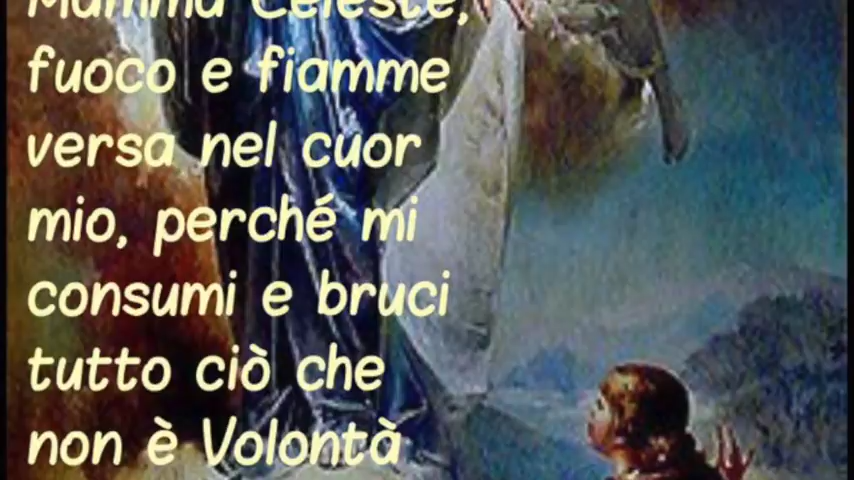 Mamma Celeste,
fuoco e fiamme
versa nel cuor
mio, perché mi
consumi e bruci
tutto ciò che
non è Volontà